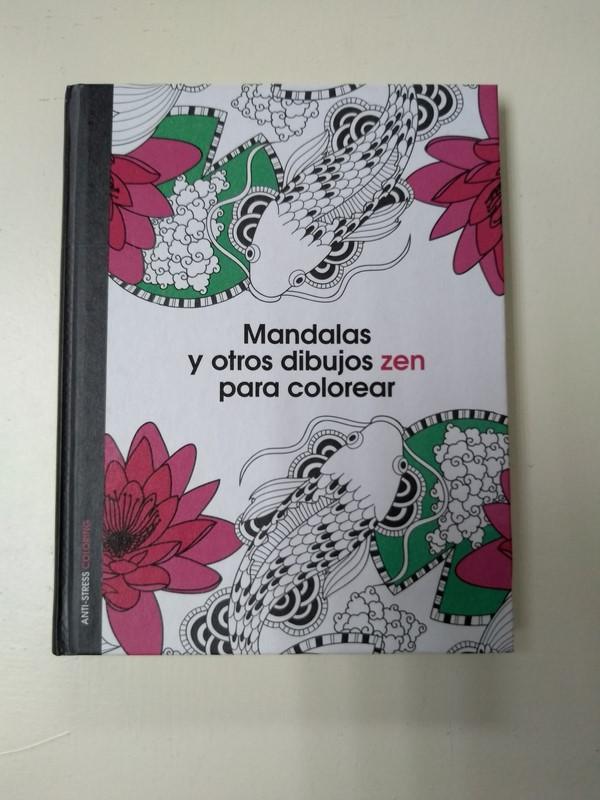 Mandalas
y otros dibujos zen
para colorear
ANTI-STRESS COLORING